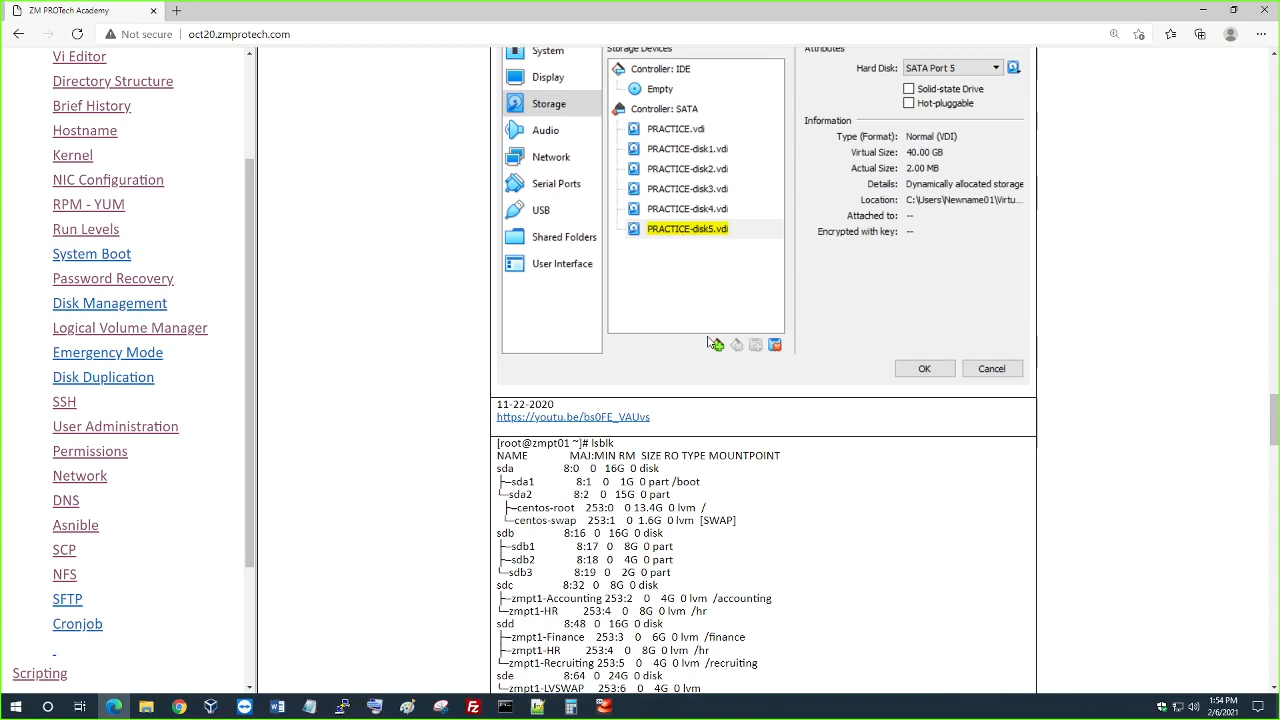 ZM PROTech Academy
Not secure
oct20.zmprotech.com
Vi Editor
Directory Structure
Brief History
Hostname
Kernel
NIC Configuration
RPM - YUM
Run Levels
System Boot
Password Recovery
Disk Management
Logical Volume Manager
Emergency Mode
Disk Duplication
SSH
User Administration
Permissions
Network
DNS
Asnible
SCP
NFS
SFTP
Cronjob
Scripting
System
Display
Storage
Audio
Network
Serial Ports
USB
Shared Folders
User Interface
Storage Devices
Controller: IDE
Empty
Controller: SATA
PRACTICE.vdi
PRACTICE-disk1.vdi
PRACTICE-disk2.vdi
PRACTICE-disk3.vdi
PRACTICE-disk4.vdi
PRACTICE-disk5.vdi
Attributes
Hard Disk: SATA Port 5
Solid-state Drive
Hot-pluggable
Information
Type (Format): Normal (VDI)
Virtual Size: 40.00 GB
Actual Size: 2.00 MB
Details: Dynamically allocated storage
Location: C:\Users\Newname01\Virtu...
Attached to: --
Encrypted with key: --
OK
Cancel
11-22-2020
https://youtu.be/bs0FE_VAUvs
[root@zmpt01 ~]# lsblk
NAME MAJ:MIN RM SIZE RO TYPE MOUNTPOINT
sda 8:0 0 16G 0 disk
├─sda1 8:1 0 1G 0 part /boot
└─sda2 8:2 0 15G 0 part
├─centos-root 253:0 0 13.4G 0 lvm /
└─centos-swap 253:1 0 1.6G 0 lvm [SWAP]
sdb 8:16 0 16G 0 disk
├─sdb1 8:17 0 8G 0 part
├─sdb2 8:18 0 4G 0 part
└─sdb3 8:19 0 2G 0 part
sdc 8:32 0 8G 0 disk
├─zmpt1-Accounting 253:2 0 4G 0 lvm /accounting
└─zmpt1-HR 253:4 0 8G 0 lvm /hr
sdd 8:48 0 16G 0 disk
├─zmpt1-Finance 253:3 0 6G 0 lvm /finance
├─zmpt1-HR 253:4 0 8G 0 lvm /hr
└─zmpt1-Recruiting 253:5 0 4G 0 lvm /recruiting
sde 8:64 0 24G 0 disk
├─zmpt1-LVSWAP 253:6 0 4G 0 lvm
1:54 PM
2/6/2021